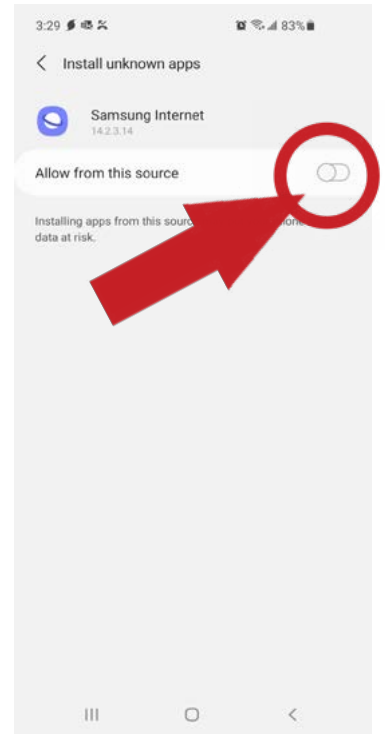 3:29 83%
Install unknown apps
Samsung Internet
14.2.3.14
Allow from this source
Installing apps from this sourc
data at risk.